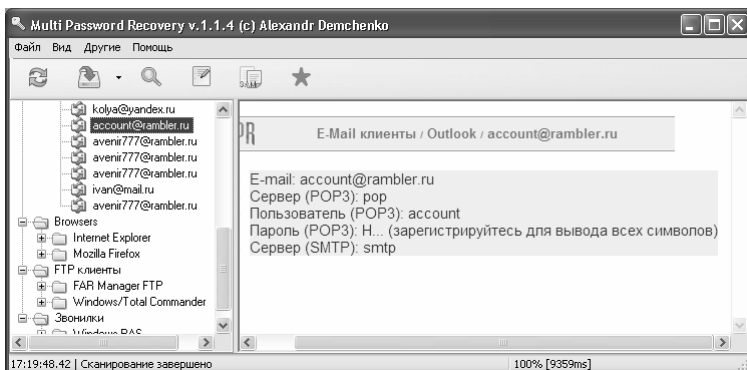 Multi Password Recovery v.1.1.4 (c) Alexandr Demchenko
Файл Вид Другие Помощь
kolya@yandex.ru
account@rambler.ru
avenir777@rambler.ru
avenir777@rambler.ru
avenir777@rambler.ru
ivan@mail.ru
avenir777@rambler.ru
Browsers
Internet Explorer
Mozilla Firefox
FTP клиенты
FAR Manager FTP
Windows/Total Commander
Звонилки
Windows RAS
PR E-Mail клиенты / Outlook / account@rambler.ru
E-mail: account@rambler.ru
Сервер (POP3): pop
Пользователь (POP3): account
Пароль (POP3): H... (зарегистрируйтесь для вывода всех символов)
Сервер (SMTP): smtp
17:19:48.42 | Сканирование завершено 100% [9359ms]